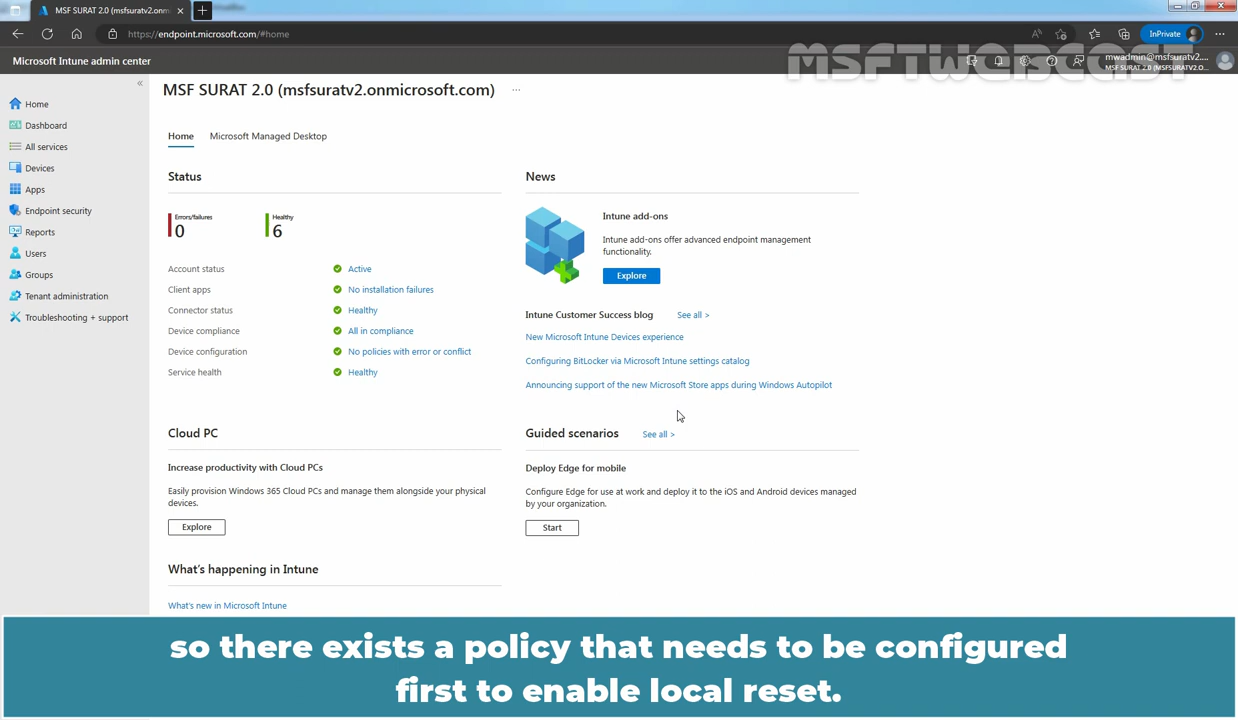 MSF SURAT 2.0 (msfsuratv2.onm
https://endpoint.microsoft.com/#home
InPrivate
MSFTWEBCAST
Microsoft Intune admin center
mwadmin@msfsuratv2....
MSF SURAT 2.0 (MSFSURATV2.O...
Home
Dashboard
All services
Devices
Apps
Endpoint security
Reports
Users
Groups
Tenant administration
Troubleshooting + support
MSF SURAT 2.0 (msfsuratv2.onmicrosoft.com)
Home
Microsoft Managed Desktop
Status
Errors/failures
0
Healthy
6
Account status
Active
Client apps
No installation failures
Connector status
Healthy
Device compliance
All in compliance
Device configuration
No policies with error or conflict
Service health
Healthy
News
Intune add-ons
Intune add-ons offer advanced endpoint management
functionality.
Explore
Intune Customer Success blog
See all >
New Microsoft Intune Devices experience
Configuring BitLocker via Microsoft Intune settings catalog
Announcing support of the new Microsoft Store apps during Windows Autopilot
Cloud PC
Increase productivity with Cloud PCs
Easily provision Windows 365 Cloud PCs and manage them alongside your physical
devices.
Explore
Guided scenarios
See all >
Deploy Edge for mobile
Configure Edge for use at work and deploy it to the iOS and Android devices managed
by your organization.
Start
What's happening in Intune
What's new in Microsoft Intune
so there exists a policy that needs to be configured
first to enable local reset.